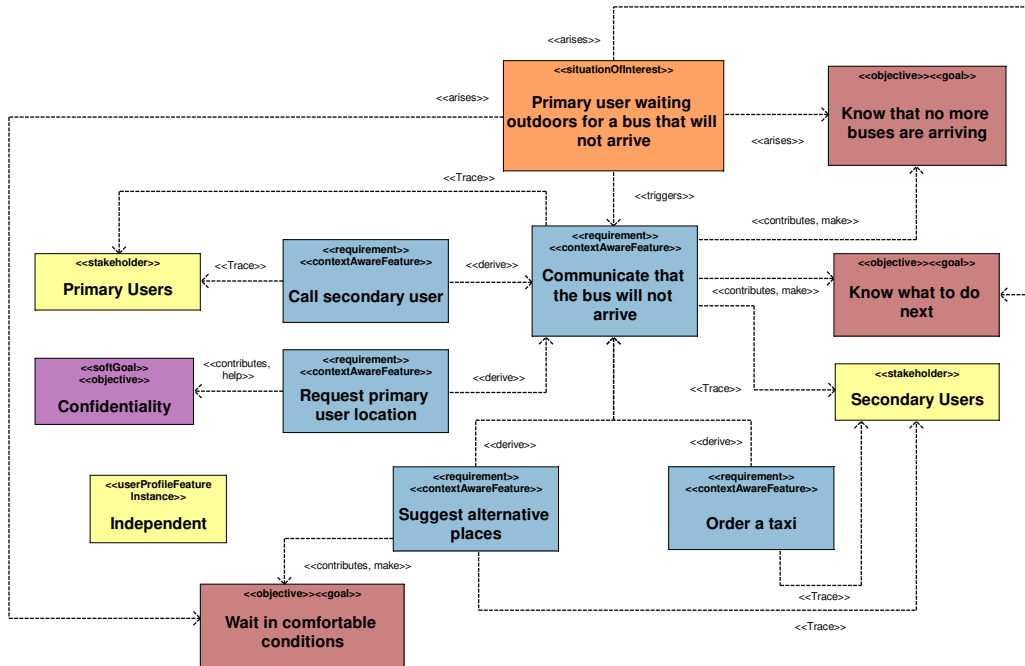 <<arises>>
<<situationOfInterest>>
Primary user waiting
outdoors for a bus that will
not arrive
<<objective>><<goal>>
Know that no more
buses are arriving
<<arises>>
<<arises>>
<<Trace>>
<<triggers>>
<<contributes, make>>
<<stakeholder>>
Primary Users
<<Trace>>
<<requirement>>
<<contextAwareFeature>>
Call secondary user
<<derive>>
<<requirement>>
<<contextAwareFeature>>
Communicate that
the bus will not
arrive
<<contributes, make>>
<<objective>><<goal>>
Know what to do
next
<<softGoal>>
<<objective>>
Confidentiality
<<contributes,
help>>
<<requirement>>
<<contextAwareFeature>>
Request primary
user location
<<derive>>
<<Trace>>
<<stakeholder>>
Secondary Users
<<derive>>
<<derive>>
<<userProfileFeature
Instance>>
Independent
<<requirement>>
<<contextAwareFeature>>
Suggest alternative
places
<<requirement>>
<<contextAwareFeature>>
Order a taxi
<<contributes, make>>
<<Trace>>
<<Trace>>
<<objective>><<goal>>
Wait in comfortable
conditions